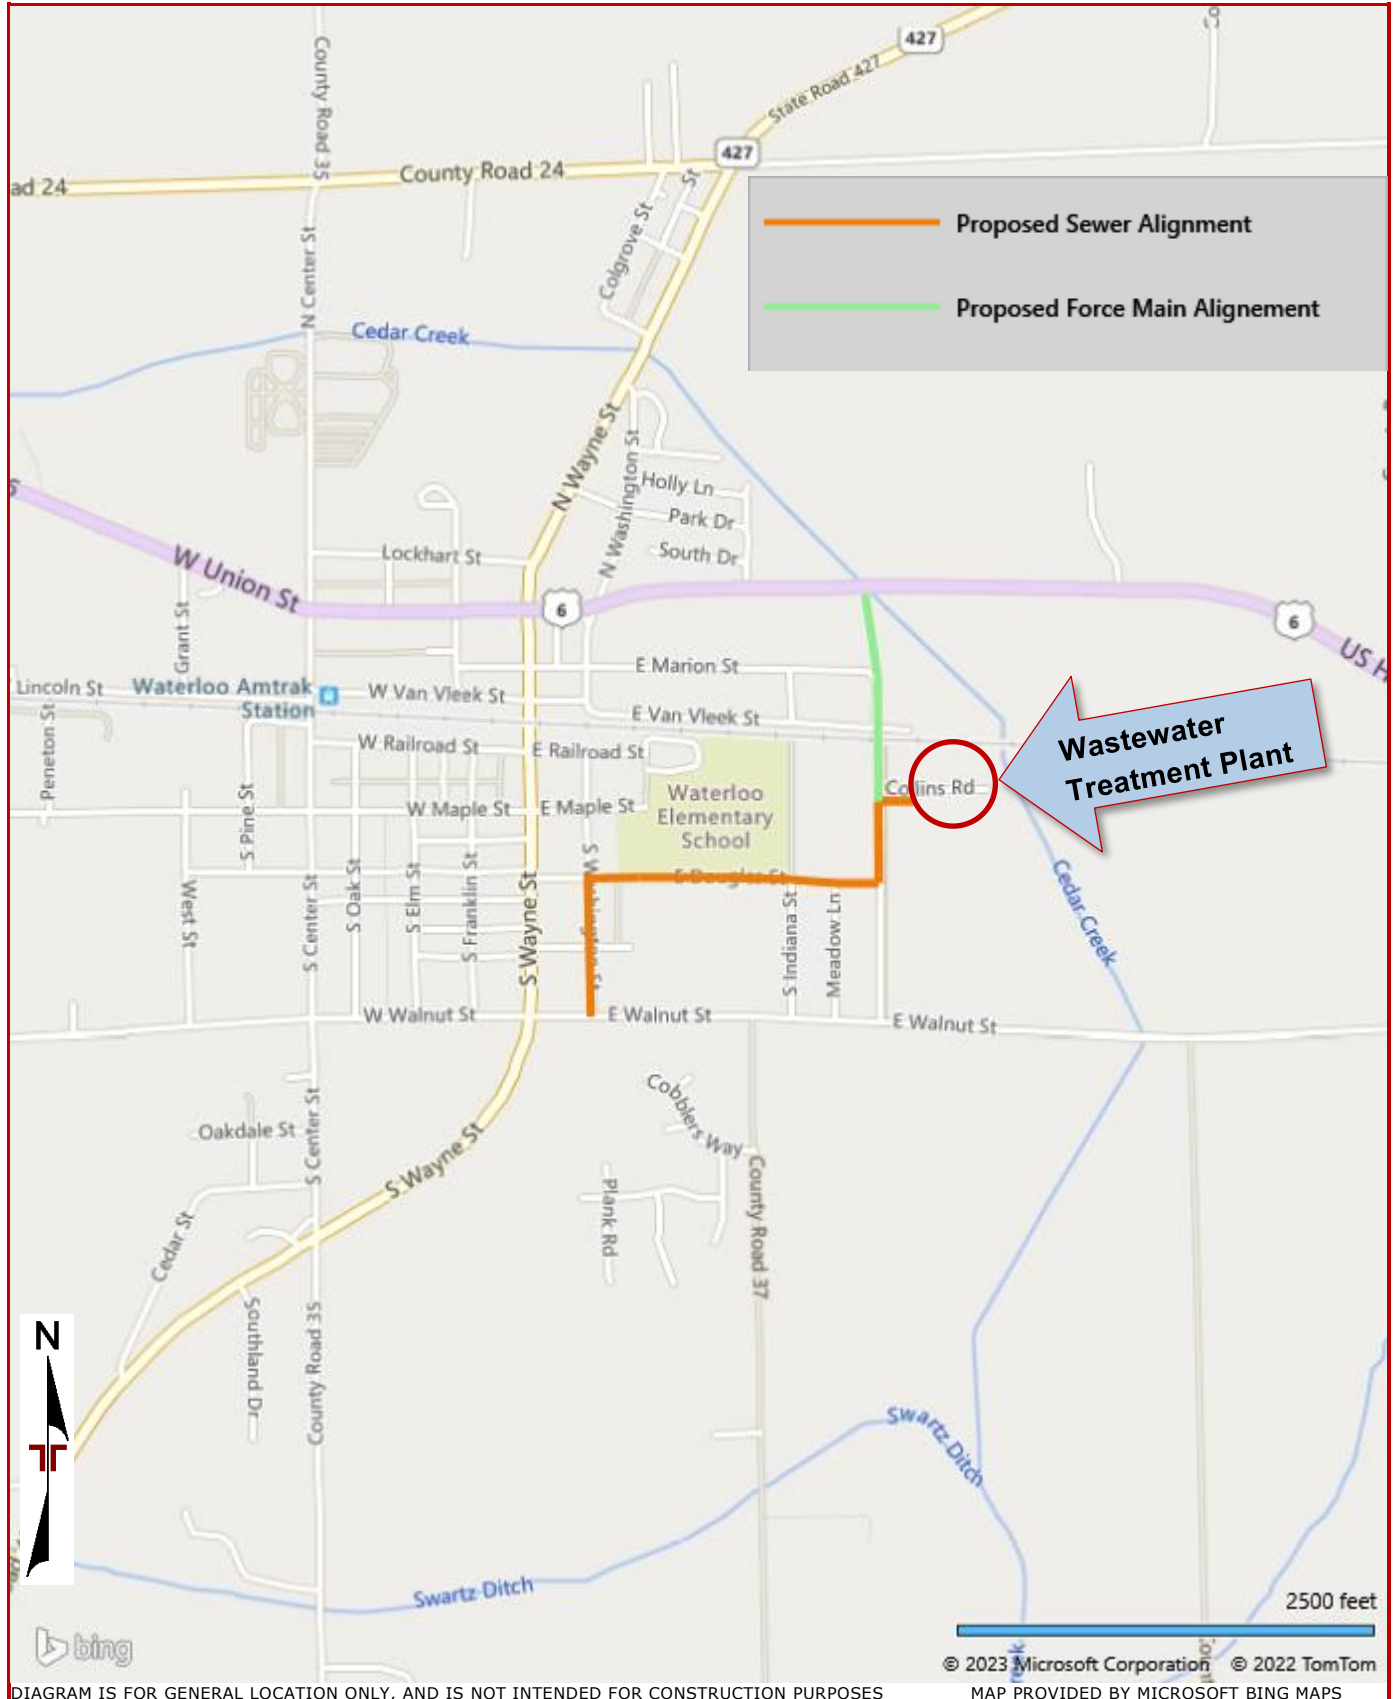 427
State Road 427
County Road 35
427
County Road 24
ad 24
St
Colgrove St
N Center St
Proposed Sewer Alignment
Proposed Force Main Alignement
Cedar Creek
N Wayne St
N Washington St
Holly Ln
Park Dr
South Dr
Lockhart St
W Union St
6
6
US H
Grant St
E Marion St
Lincoln St
Waterloo Amtrak
Station
W Van Vleek St
E Van Vleek St
Peneton St
W Railroad St
E Railroad St
Wastewater
Treatment Plant
Collins Rd
Waterloo
Elementary
School
W Maple St
E Maple St
S Pine St
West St
S Center St
S Oak St
S Elm St
S Franklin St
S Wayne St
S Washington St
E Douglas St
S Indiana St
Meadow Ln
Cedar Creek
W Walnut St
E Walnut St
E Walnut St
Cobblers Way
Oakdale St
S Center St
S Wayne St
Cedar St
Plank Rd
County Road 37
Southland Dr
County Road 35
N
Swartz Ditch
Swartz Ditch
2500 feet
bing
© 2023 Microsoft Corporation © 2022 TomTom
DIAGRAM IS FOR GENERAL LOCATION ONLY, AND IS NOT INTENDED FOR CONSTRUCTION PURPOSES
MAP PROVIDED BY MICROSOFT BING MAPS